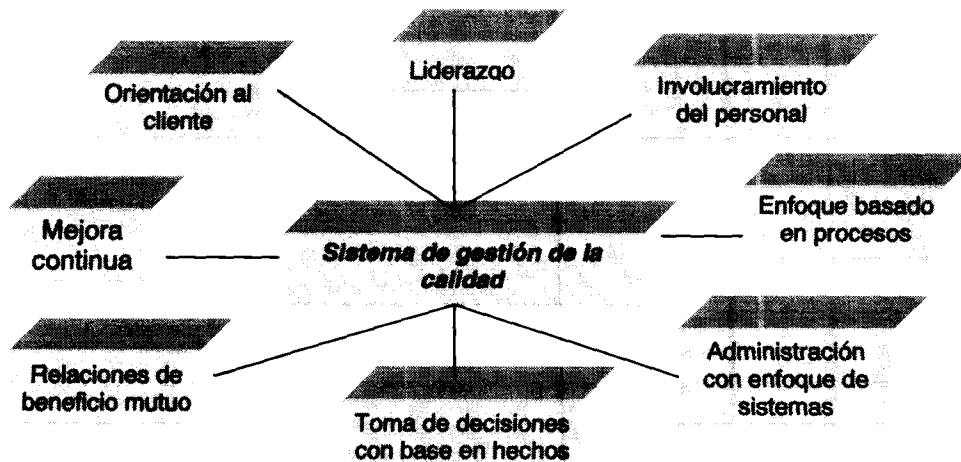 Liderazgo
Orientación al
cliente
Involucramiento
del personal
Mejora
continua
Sistema de gestión de la
calidad
Enfoque basado
en procesos
Relaciones de
beneficio mutuo
Toma de decisiones
con base en hechos
Administración
con enfoque de
sistemas